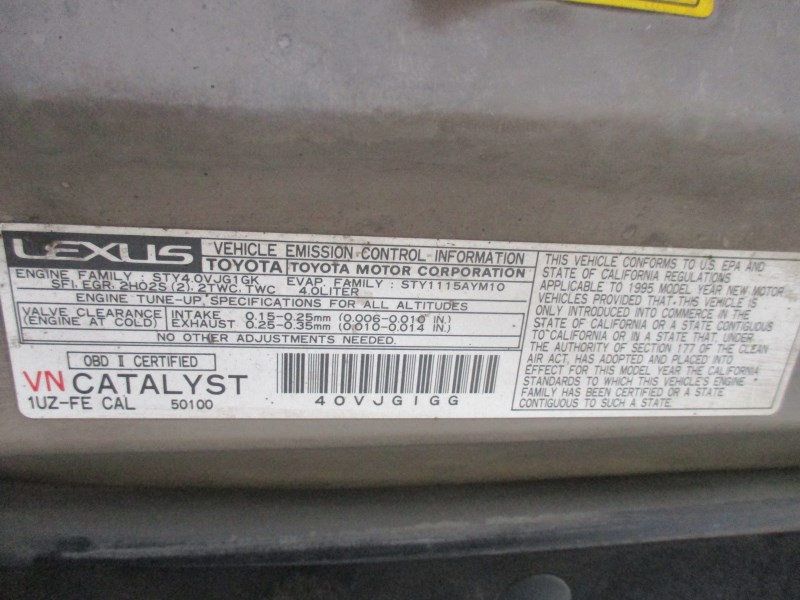 LEXUS
VEHICLE EMISSION CONTROL INFORMATION
TOYOTA
TOYOTA MOTOR CORPORATION
ENGINE FAMILY : STY4.0VJG1GK EVAP. FAMILY : STY1115AYM10
SFI, EGR, 2HO2S (2), 2TWC, TWC 4.0LITER
ENGINE TUNE-UP, SPECIFICATIONS FOR ALL ALTITUDES
VALVE CLEARANCE (ENGINE AT COLD)
INTAKE 0.15-0.25mm (0.006-0.010 IN.)
EXHAUST 0.25-0.35mm (0.010-0.014 IN.)
NO OTHER ADJUSTMENTS NEEDED.
OBD II CERTIFIED
VN CATALYST
1UZ-FE CAL 50100
40VJGIGG
THIS VEHICLE CONFORMS TO U.S. EPA AND
STATE OF CALIFORNIA REGULATIONS
APPLICABLE TO 1995 MODEL YEAR NEW MOTOR
VEHICLES PROVIDED THAT THIS VEHICLE IS
ONLY INTRODUCED INTO COMMERCE IN THE
STATE OF CALIFORNIA OR A STATE CONTIGUOUS
TO CALIFORNIA OR IN A STATE THAT, UNDER
THE AUTHORITY OF SECTION 177 OF THE CLEAN
AIR ACT, HAS ADOPTED AND PLACED INTO
EFFECT FOR THIS MODEL YEAR THE CALIFORNIA
STANDARDS TO WHICH THIS VEHICLE'S ENGINE
FAMILY HAS BEEN CERTIFIED OR A STATE
CONTIGUOUS TO SUCH A STATE.